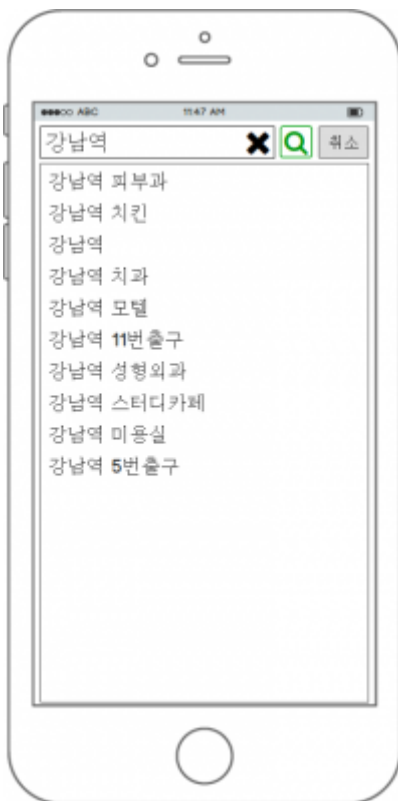 ●●●○○ ABC 11:47 AM
강남역 취소
강남역 피부과
강남역 치킨
강남역
강남역 치과
강남역 모텔
강남역 11번출구
강남역 성형외과
강남역 스터디카페
강남역 미용실
강남역 5번출구